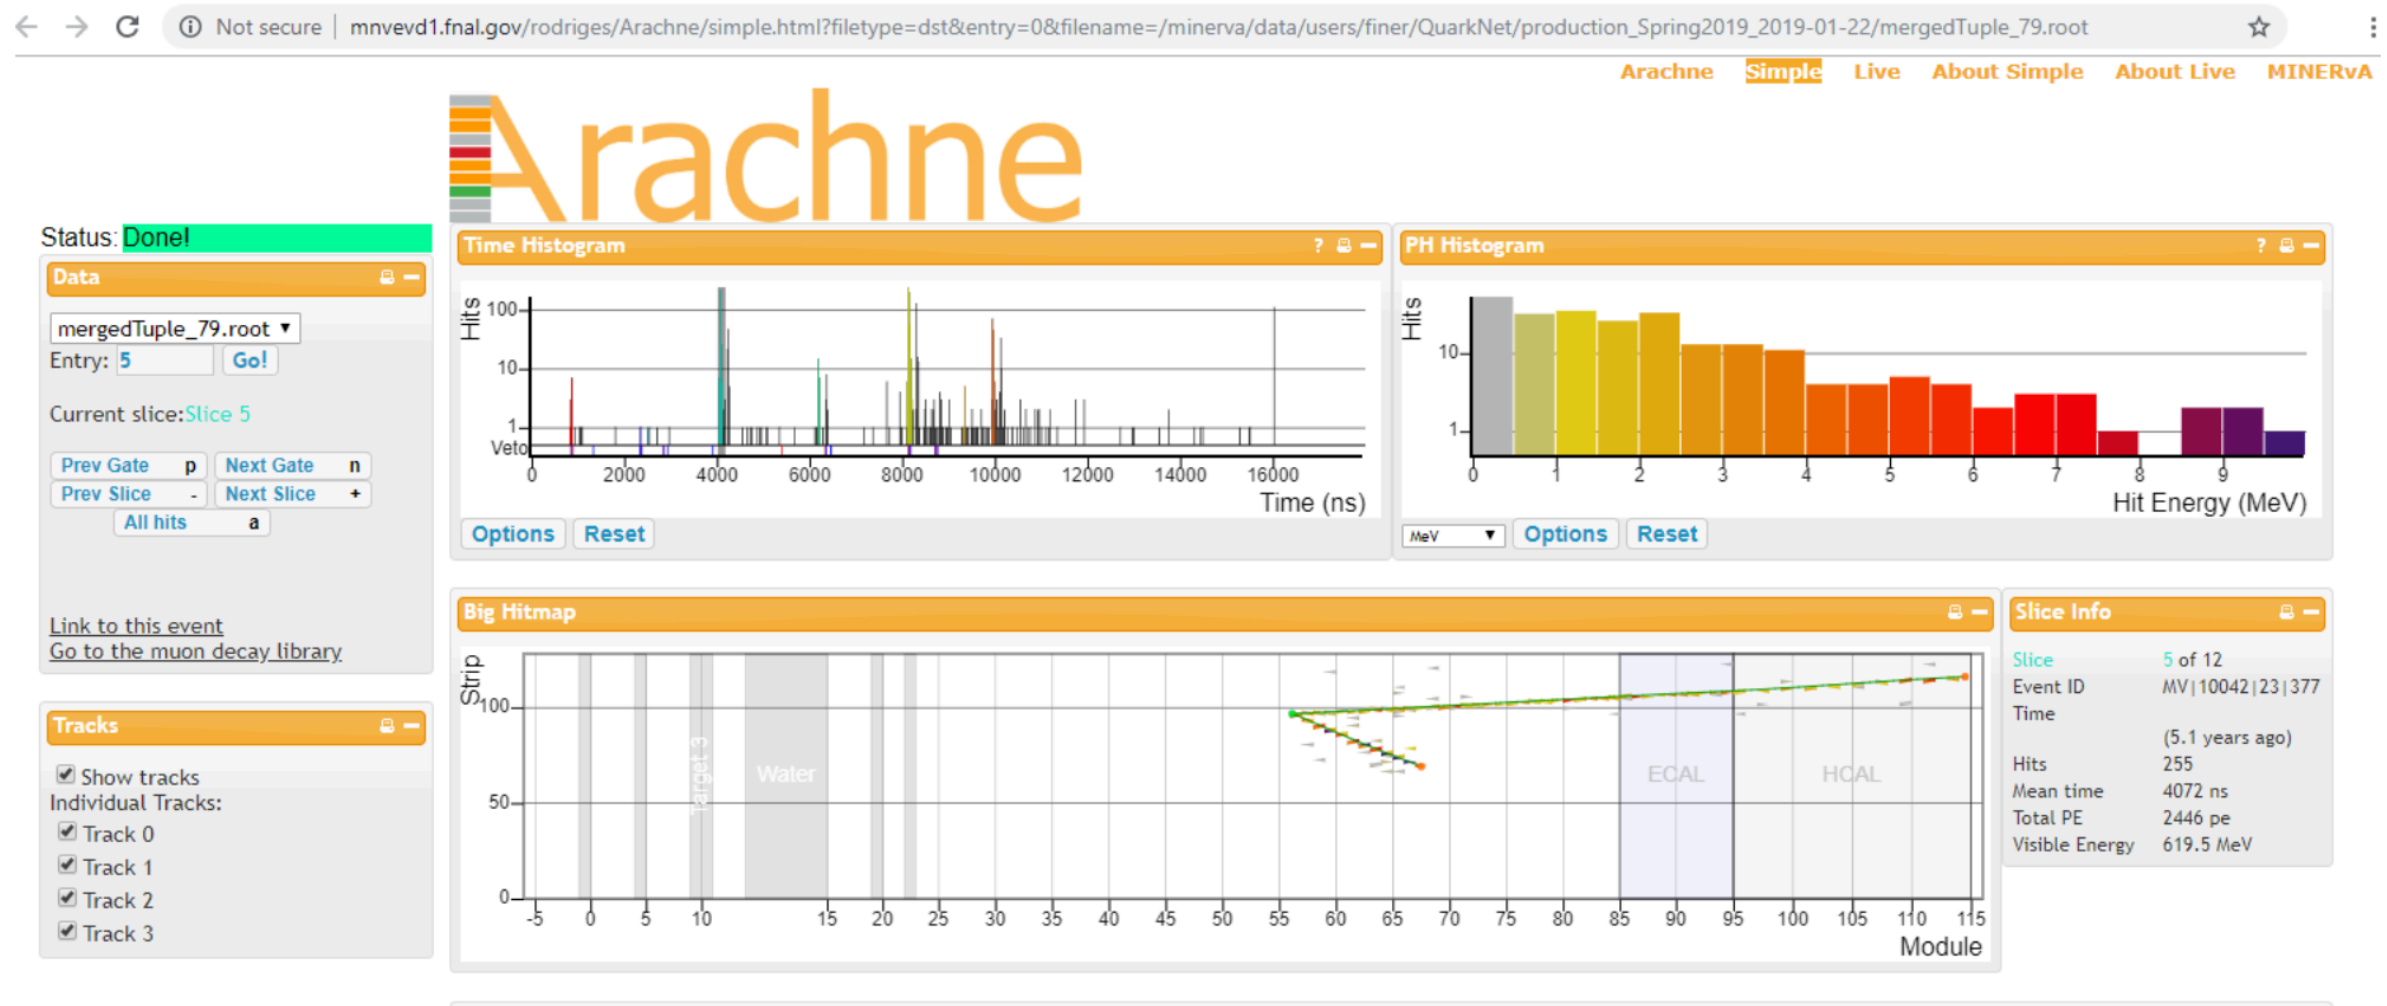 Not secure | mnvevd1.fnal.gov/rodriges/Arachne/simple.html?filetype=dst&entry=0&filename=/minerva/data/users/finer/QuarkNet/production_Spring2019_2019-01-22/mergedTuple_79.root
Arachne Simple Live About Simple About Live MINERvA
Arachne
Status: Done!
Data
mergedTuple_79.root
Entry: 5 Go!
Current slice:Slice 5
Prev Gate p Next Gate n
Prev Slice - Next Slice +
All hits a
Link to this event
Go to the muon decay library
Tracks
Show tracks
Individual Tracks:
Track 0
Track 1
Track 2
Track 3
Time Histogram ?
Hits
100
10
1
Veto
0 2000 4000 6000 8000 10000 12000 14000 16000
Time (ns)
Options Reset
PH Histogram ?
Hits
10
1
0 1 2 3 4 5 6 7 8 9
Hit Energy (MeV)
MeV Options Reset
Big Hitmap
Strip
100
50
0
Target 3 Water ECAL HCAL
-5 0 5 10 15 20 25 30 35 40 45 50 55 60 65 70 75 80 85 90 95 100 105 110 115
Module
Slice Info
Slice 5 of 12
Event ID MV|10042|23|377
Time
(5.1 years ago)
Hits 255
Mean time 4072 ns
Total PE 2446 pe
Visible Energy 619.5 MeV